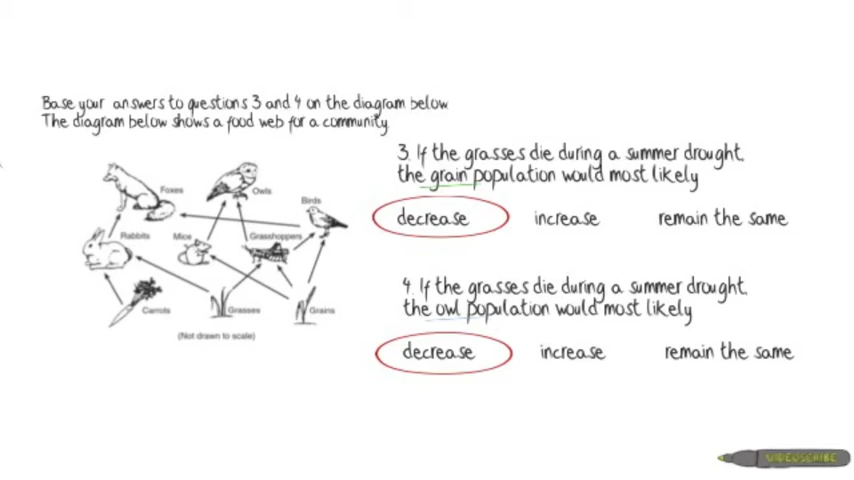 Base your answers to questions 3 and 4 on the diagram below
The diagram below shows a food web for a community.
Foxes
Owls
Birds
Rabbits
Mice
Grasshoppers
Carrots
Grasses
Grains
(Not drawn to scale)
3. If the grasses die during a summer drought,
the grain population would most likely
decrease increase remain the same
4. If the grasses die during a summer drought,
the owl population would most likely
decrease increase remain the same
VIDEOSCRIBE